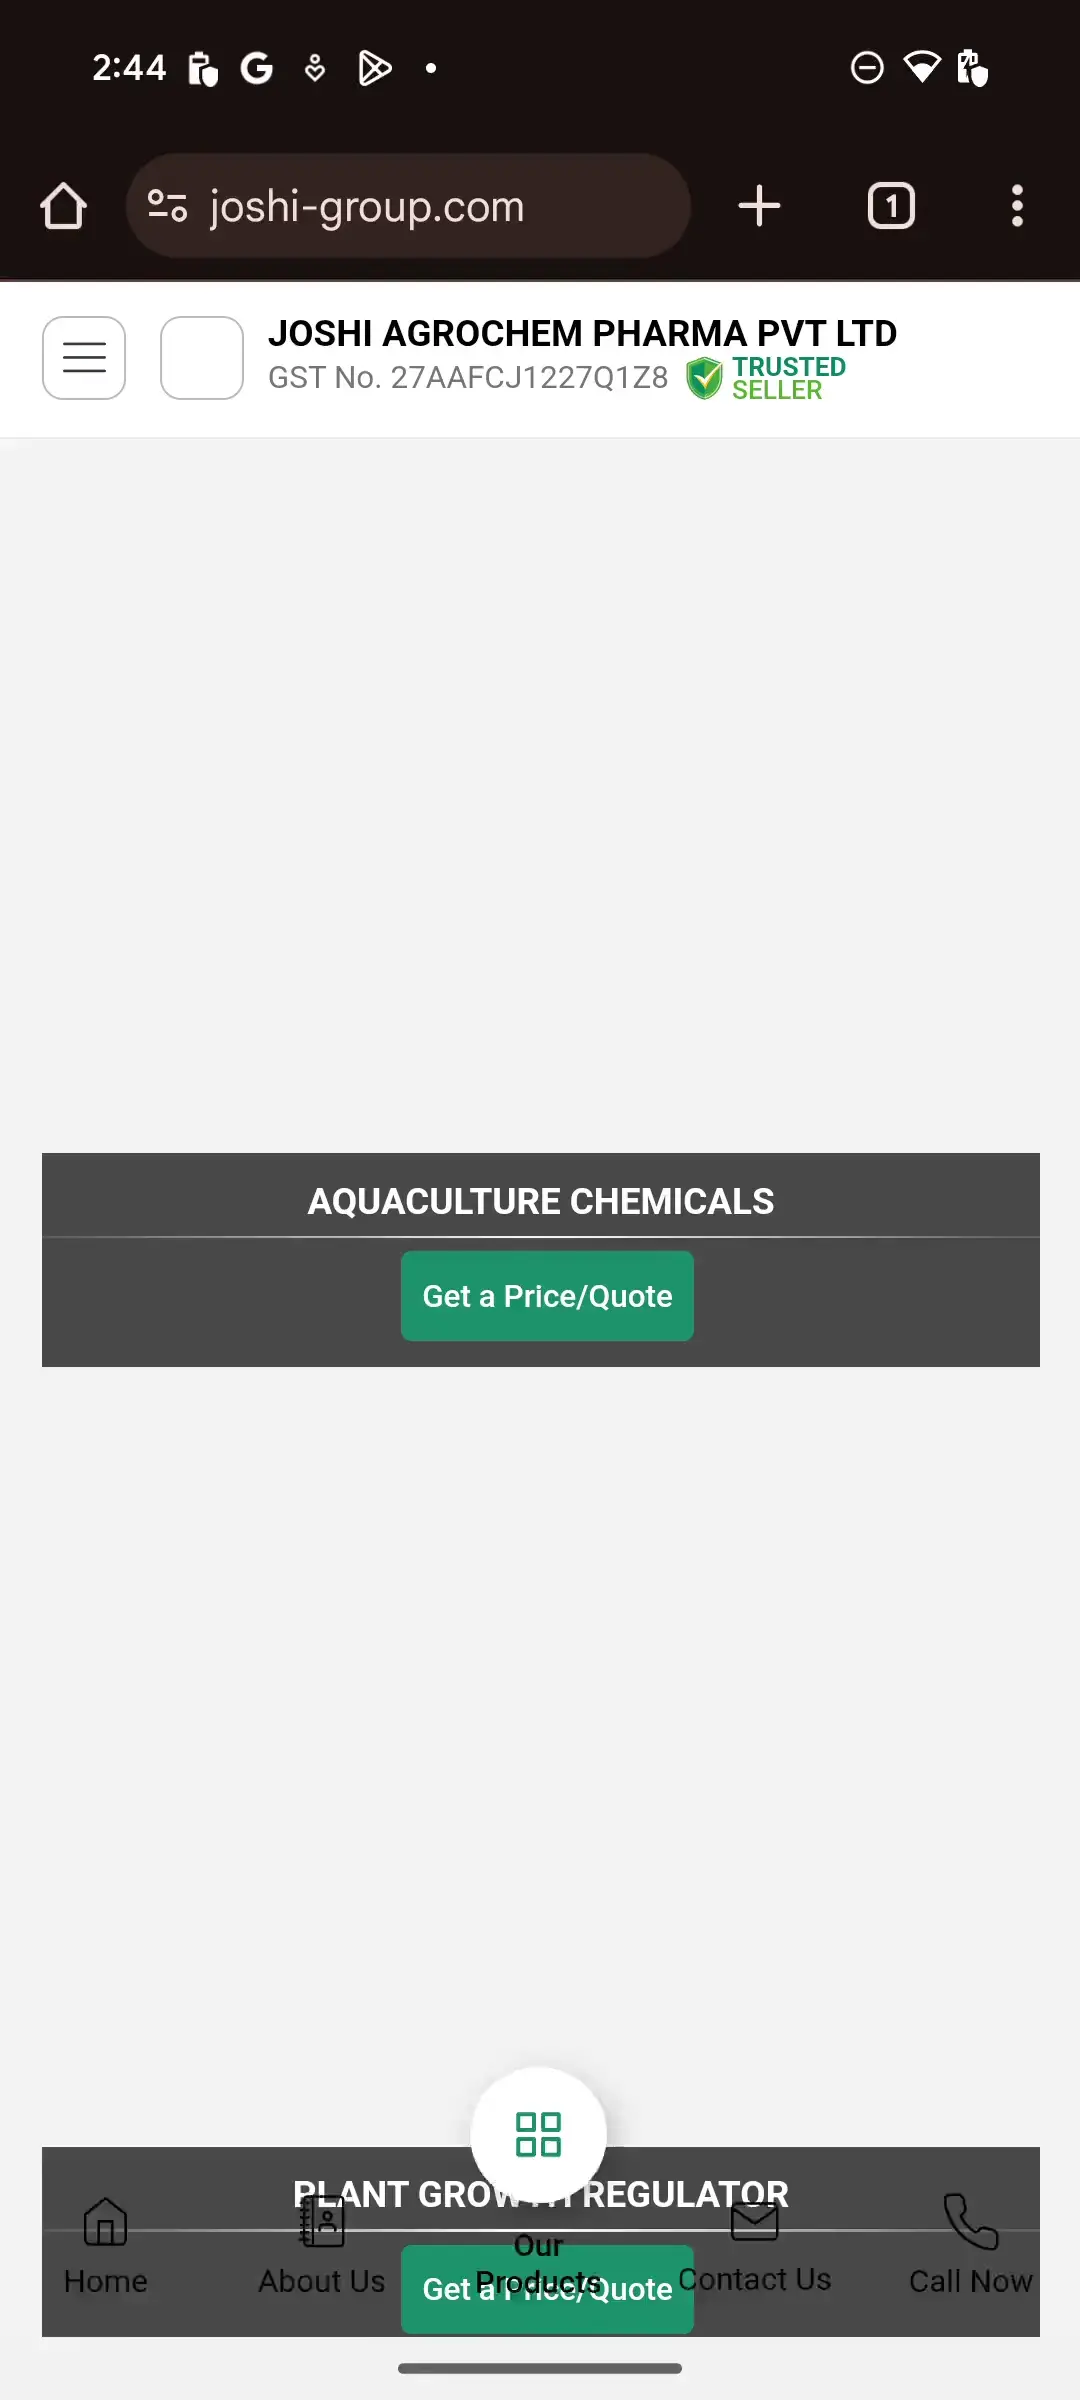 2:44
joshi-group.com
1
JOSHI AGROCHEM PHARMA PVT LTD
GST No. 27AAFCJ1227Q1Z8
TRUSTED
SELLER
AQUACULTURE CHEMICALS
Get a Price/Quote
PLANT GROWTH REGULATOR
Get a Price/Quote
Home
About Us
Our
Products
Contact Us
Call Now